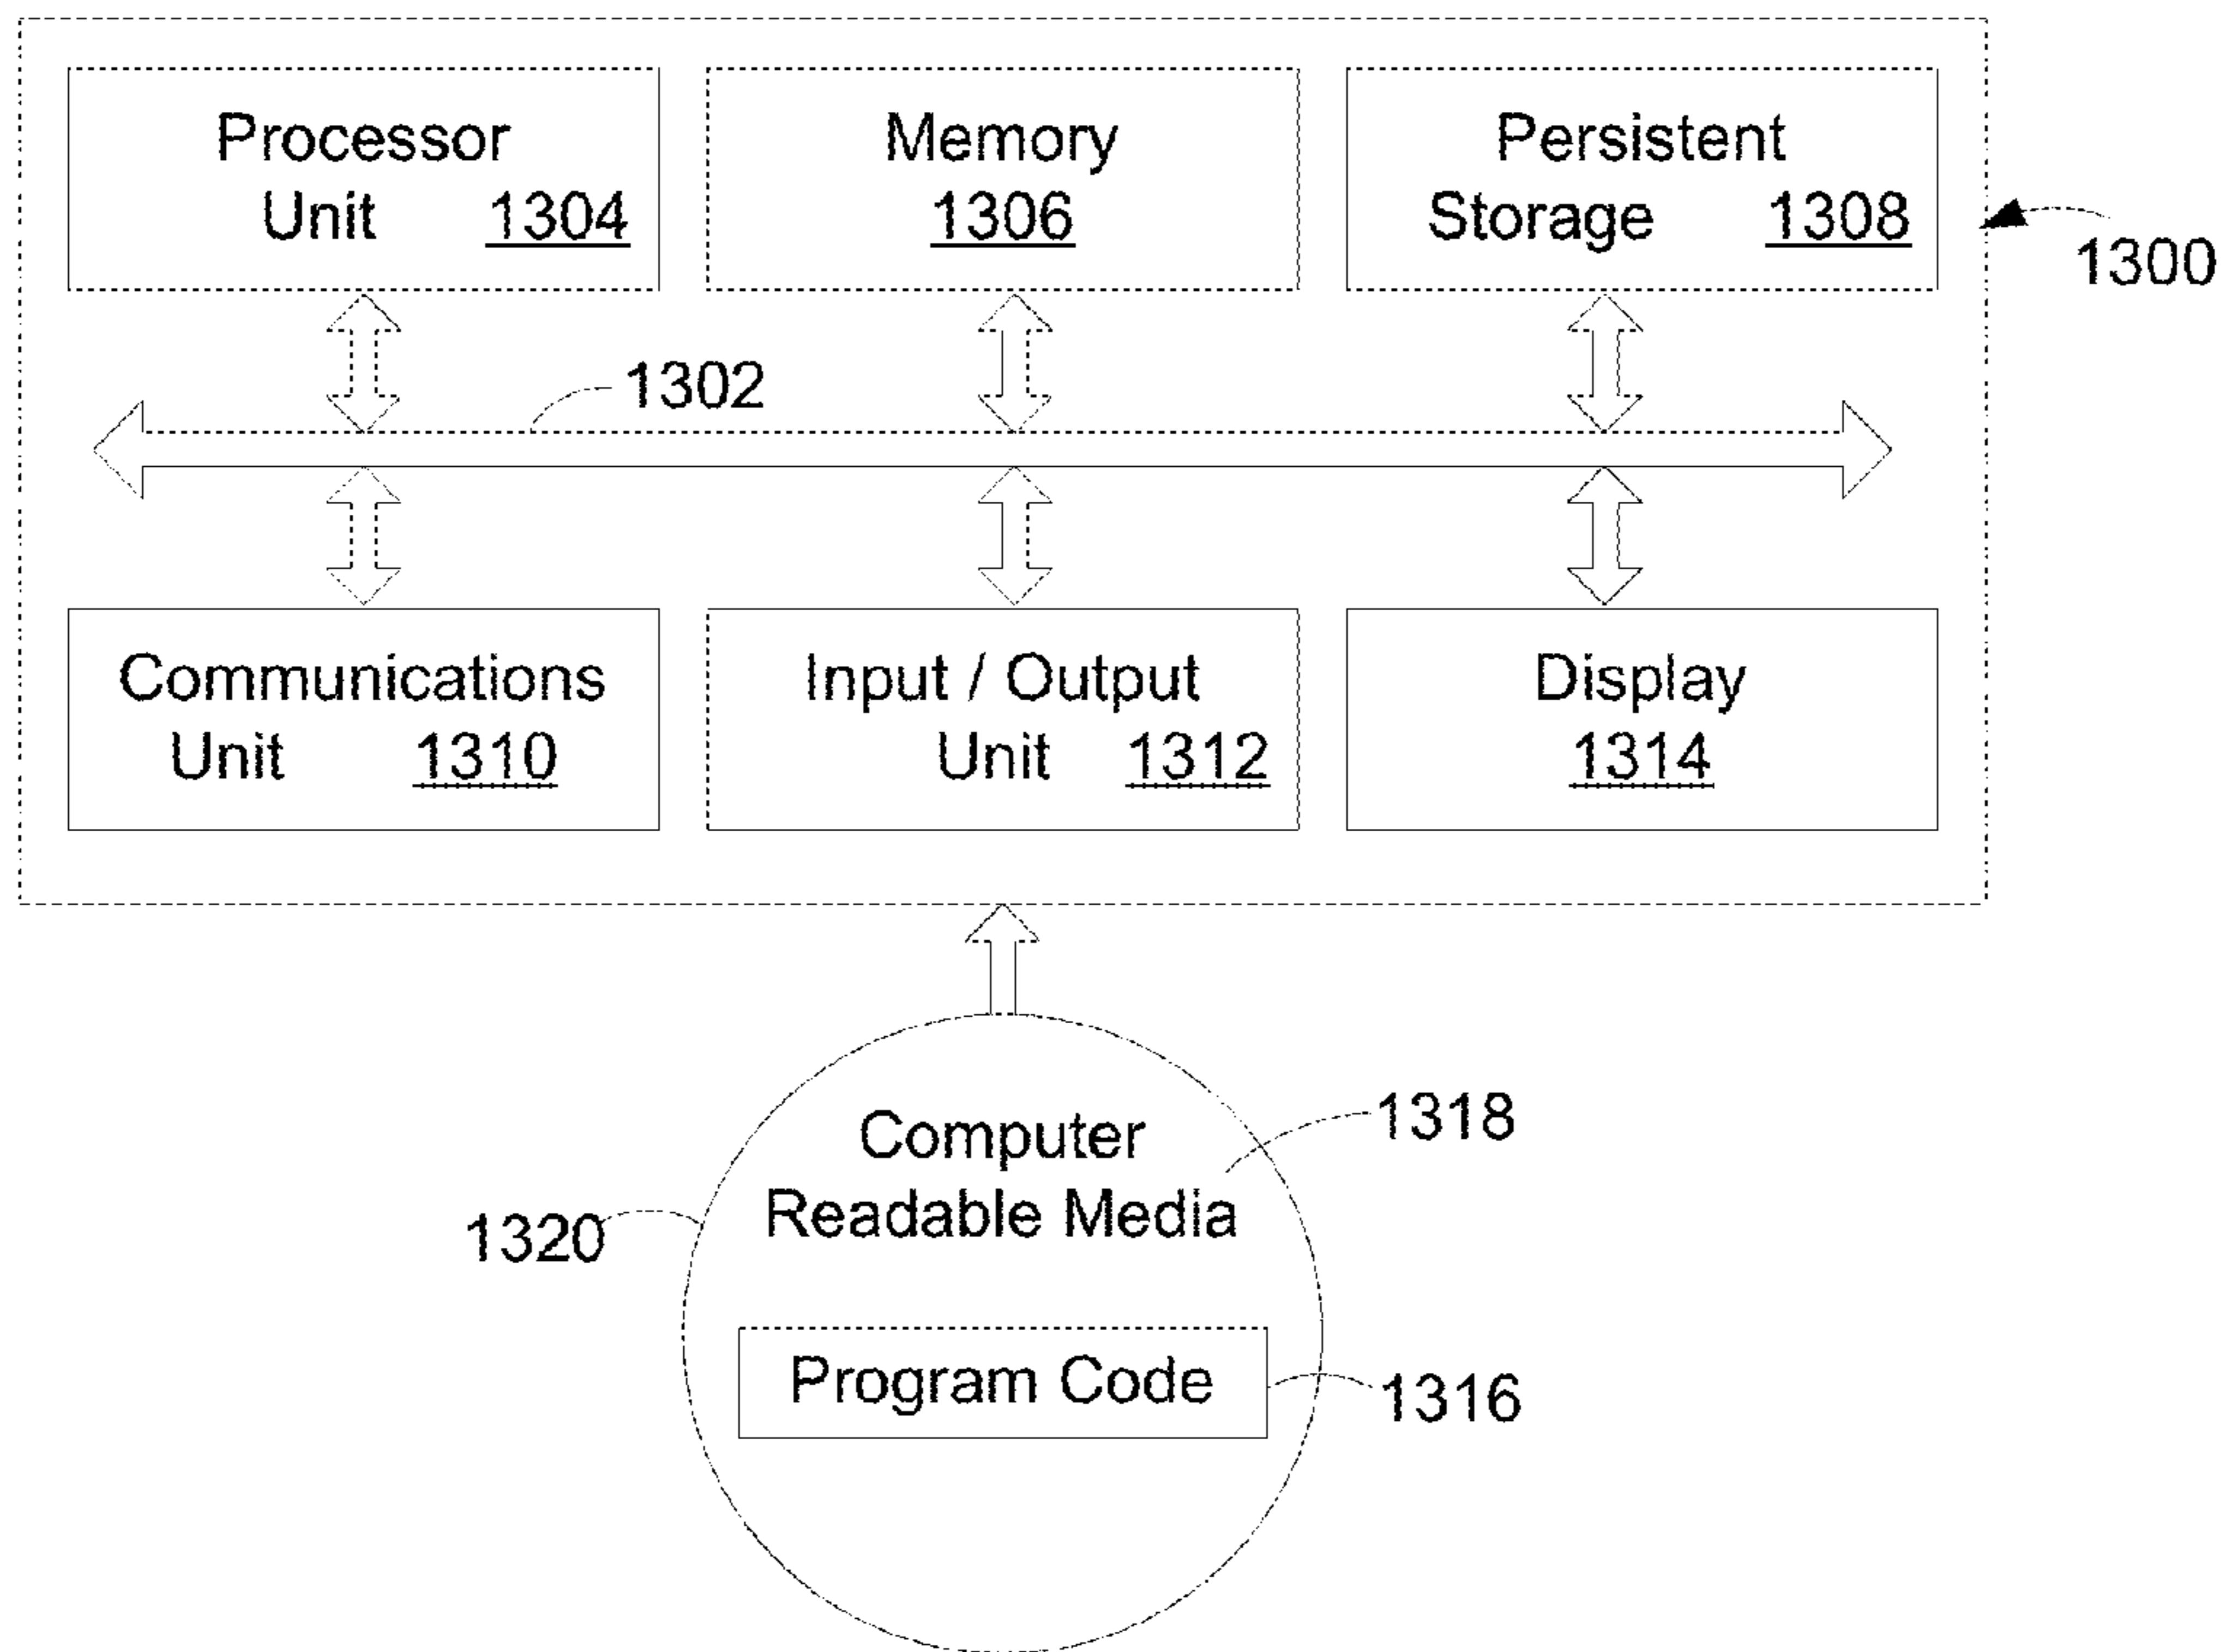 Processor
Unit 1304
Memory
1306
Persistent
Storage 1308
1300
1302
Communications
Unit 1310
Input / Output
Unit 1312
Display
1314
Computer
Readable Media
1318
1320
Program Code
1316